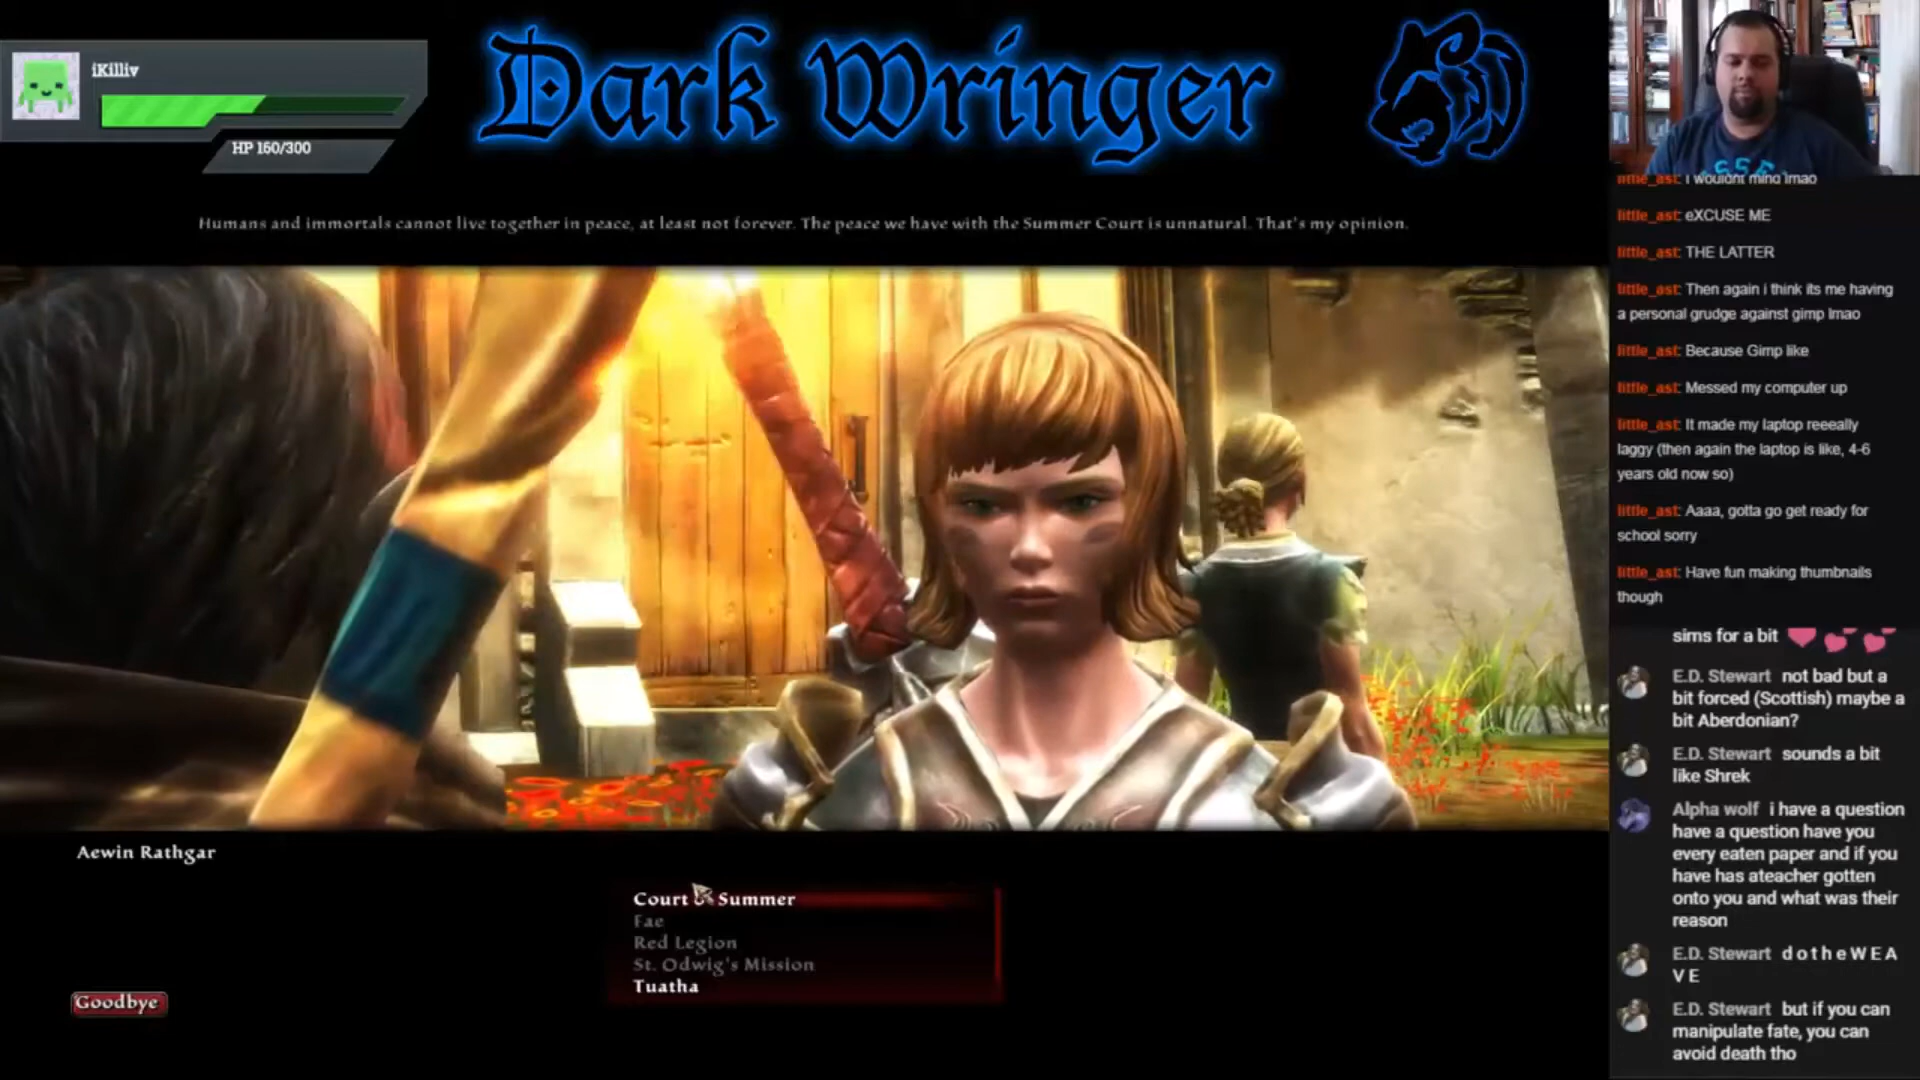 Dark Wringer
iKilliv
HP 160/300
Humans and immortals cannot live together in peace, at least not forever. The peace we have with the Summer Court is unnatural. That's my opinion.
Aewin Rathgar
Court Summer
Fae
Red Legion
St. Odwig's Mission
Tuatha
Goodbye
little_ast: I wouldnt mind lmao
little_ast: eXCUSE ME
little_ast: THE LATTER
little_ast: Then again i think its me having
a personal grudge against gimp lmao
little_ast: Because Gimp like
little_ast: Messed my computer up
little_ast: It made my laptop reeeally
laggy (then again the laptop is like, 4-6
years old now so)
little_ast: Aaaa, gotta go get ready for
school sorry
little_ast: Have fun making thumbnails
though
sims for a bit
E.D. Stewart not bad but a
bit forced (Scottish) maybe a
bit Aberdonian?
E.D. Stewart sounds a bit
like Shrek
Alpha wolf i have a question
have a question have you
every eaten paper and if you
have has ateacher gotten
onto you and what was their
reason
E.D. Stewart d o t h e W E A
V E
E.D. Stewart but if you can
manipulate fate, you can
avoid death tho